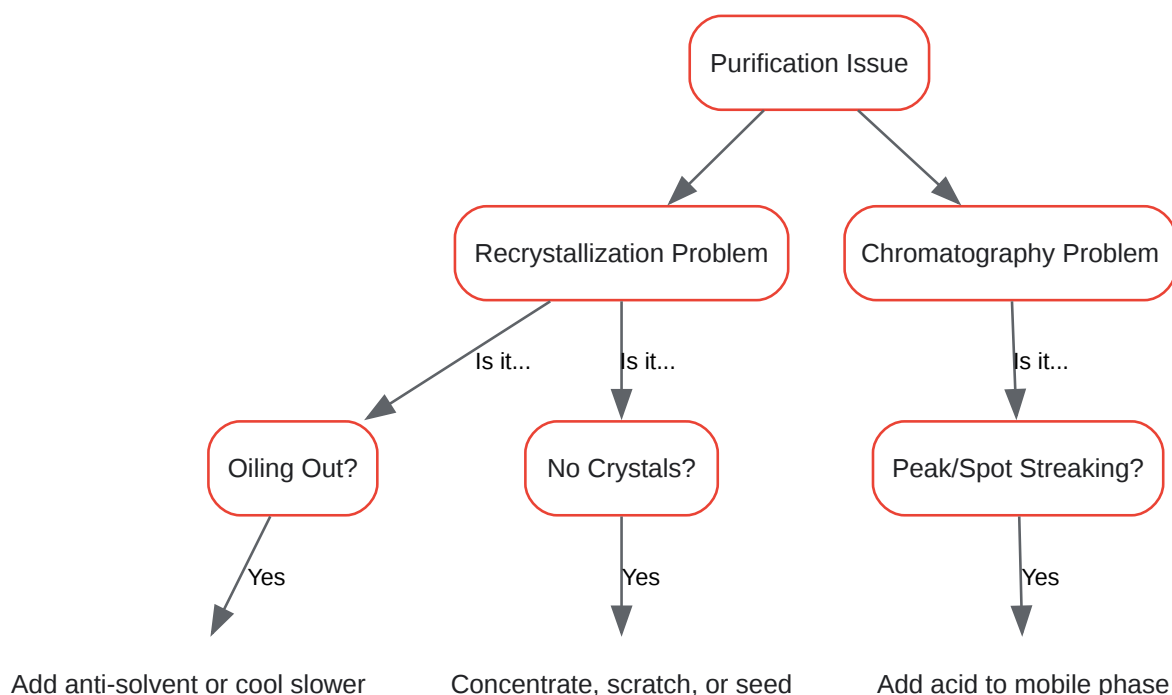 Purification Issue
Recrystallization Problem
Chromatography Problem
Is it...
Is it...
Is it...
Oiling Out?
No Crystals?
Peak/Spot Streaking?
Yes
Yes
Yes
Add anti-solvent or cool slower
Concentrate, scratch, or seed
Add acid to mobile phase